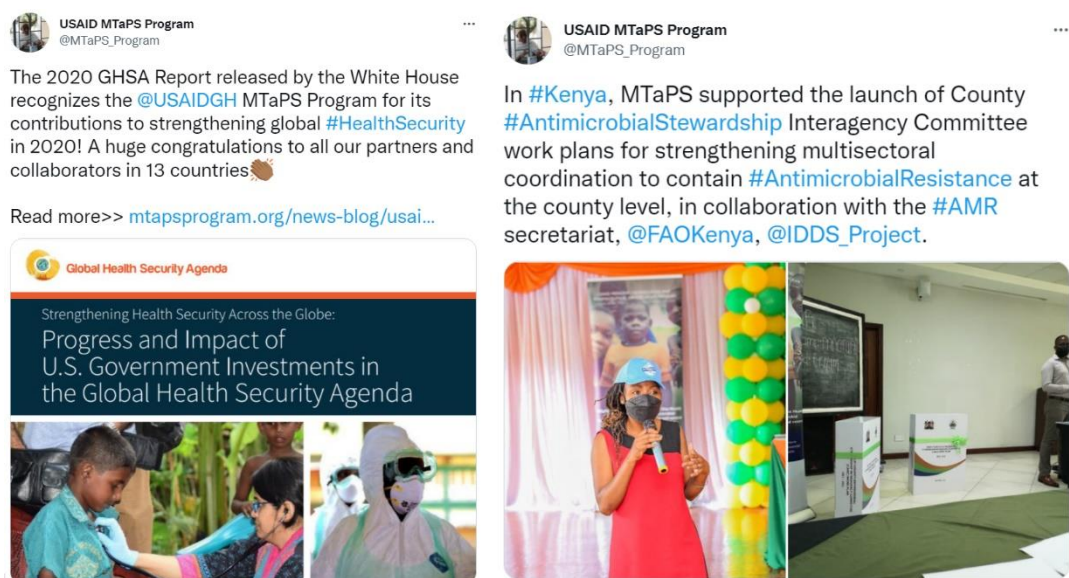 USAID MTaPS Program
@MTaPS_Program
The 2020 GHSA Report released by the White House
recognizes the @USAIDGH MTaPS Program for its
contributions to strengthening global #HealthSecurity
in 2020! A huge congratulations to all our partners and
collaborators in 13 countries👏🏾
Read more>> mtapsprogram.org/news-blog/usai...
Global Health Security Agenda
Strengthening Health Security Across the Globe:
Progress and Impact of
U.S. Government Investments in
the Global Health Security Agenda
USAID MTaPS Program
@MTaPS_Program
In #Kenya, MTaPS supported the launch of County
#AntimicrobialStewardship Interagency Committee
work plans for strengthening multisectoral
coordination to contain #AntimicrobialResistance at
the county level, in collaboration with the #AMR
secretariat, @FAOKenya, @IDDS_Project.